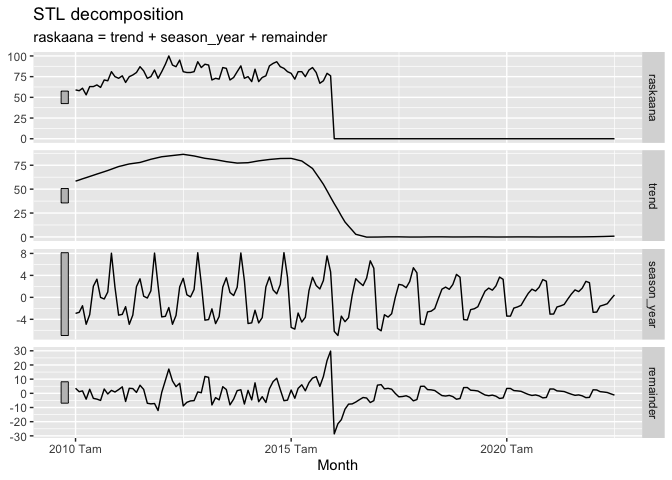 STL decomposition
raskaana = trend + season_year + remainder
100
75
50
25
0
raskaana
75
50
25
0
trend
8
4
0
-4
season_year
30
20
10
0
-10
-20
-30
remainder
2010 Tam
2015 Tam
2020 Tam
Month